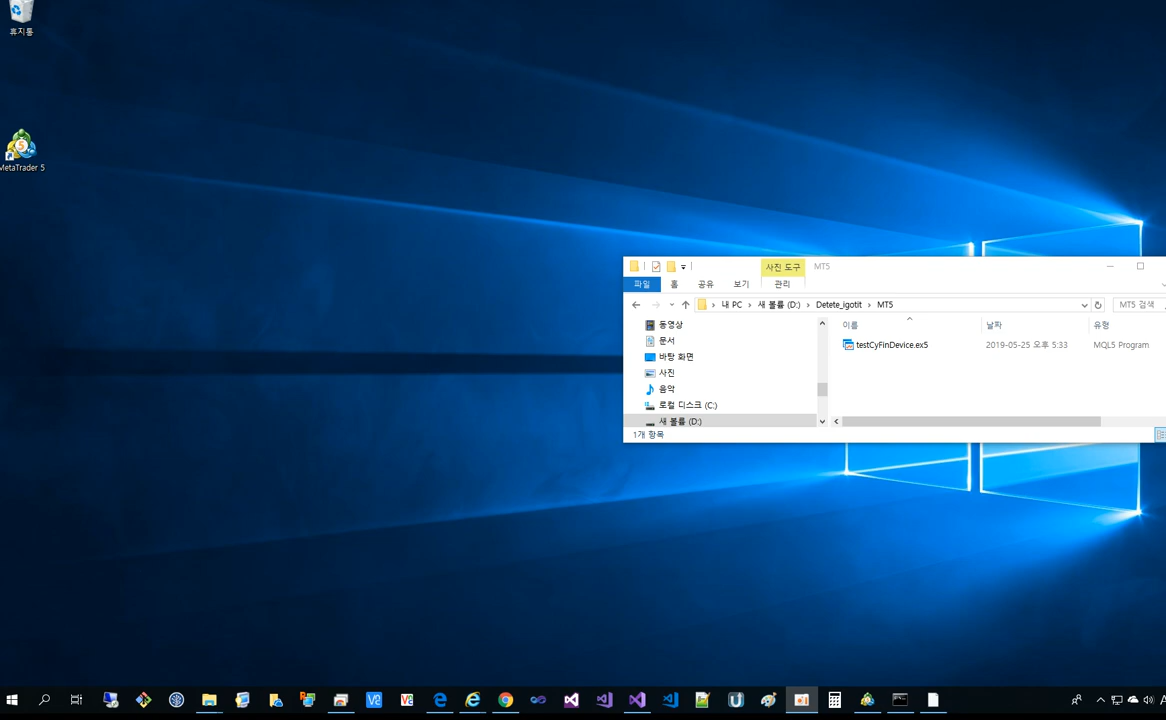 휴지통
MetaTrader 5
사진 도구
MT5
파일
홈
공유
보기
관리
내 PC
새 볼륨 (D:)
Detete_igotit
MT5
MT5 검색
동영상
문서
바탕 화면
사진
음악
로컬 디스크 (C:)
새 볼륨 (D:)
이름
날짜
유형
testCyFinDevice.ex5
2019-05-25 오후 5:33
MQL5 Program
1개 항목